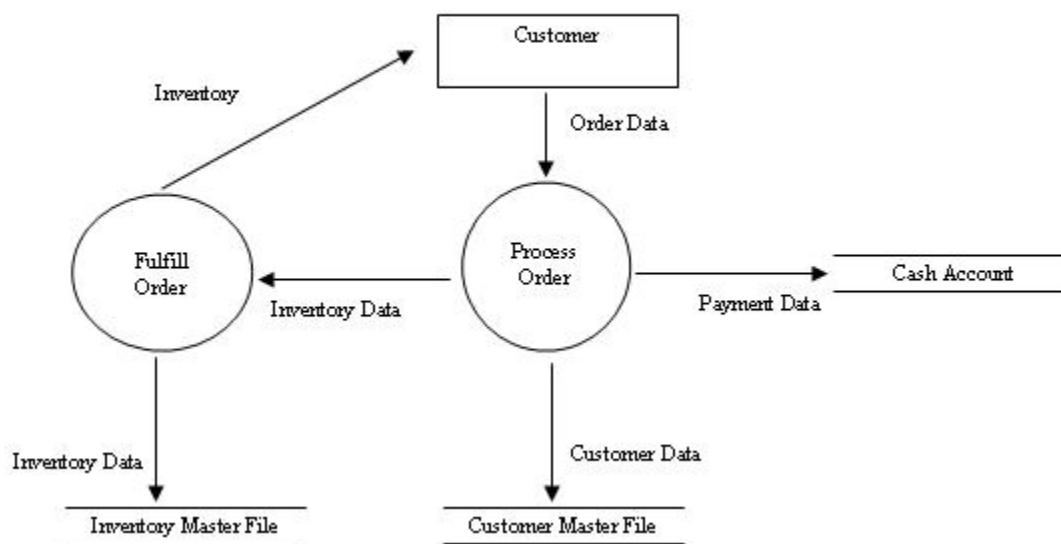 Customer
Inventory
Order Data
Fulfill
Order
Process
Order
Cash Account
Inventory Data
Payment Data
Inventory Data
Customer Data
Inventory Master File
Customer Master File